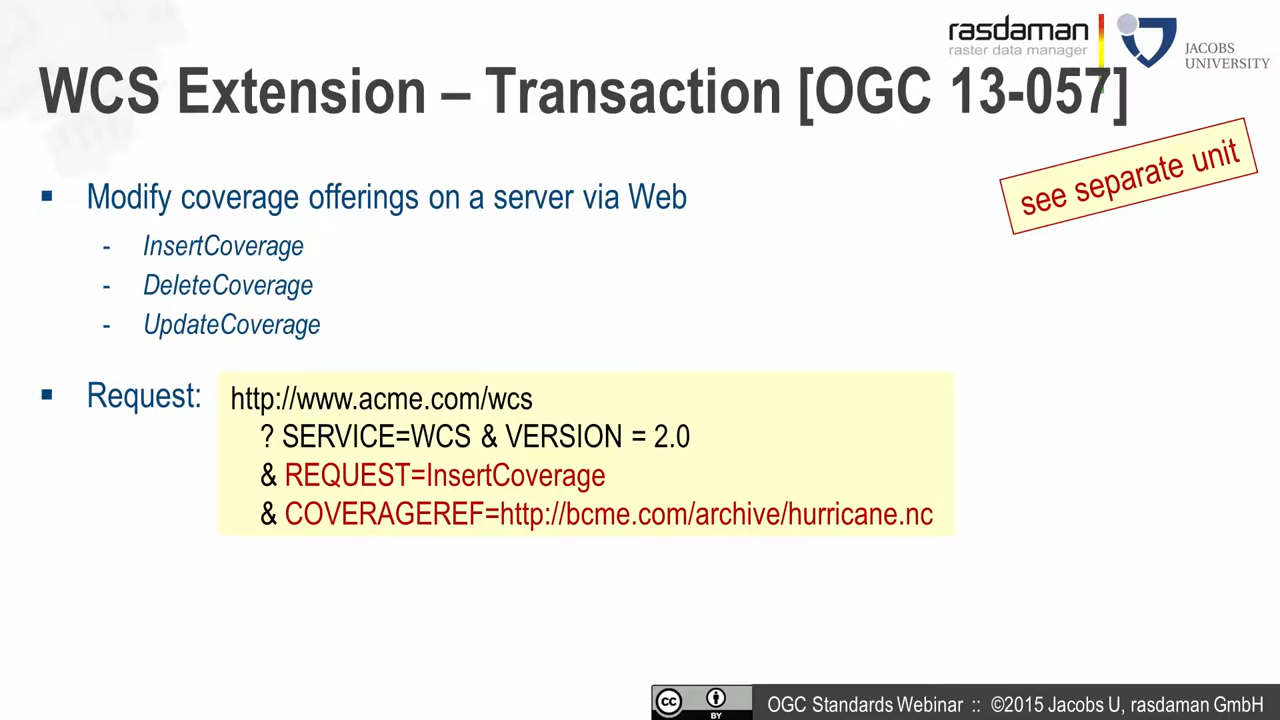 rasdaman
raster data manager
JACOBS
UNIVERSITY
WCS Extension – Transaction [OGC 13-057]
see separate unit
▪ Modify coverage offerings on a server via Web
- InsertCoverage
- DeleteCoverage
- UpdateCoverage
▪ Request:
http://www.acme.com/wcs
? SERVICE=WCS & VERSION = 2.0
& REQUEST=InsertCoverage
& COVERAGEREF=http://bcme.com/archive/hurricane.nc
cc
BY
OGC Standards Webinar :: ©2015 Jacobs U, rasdaman GmbH